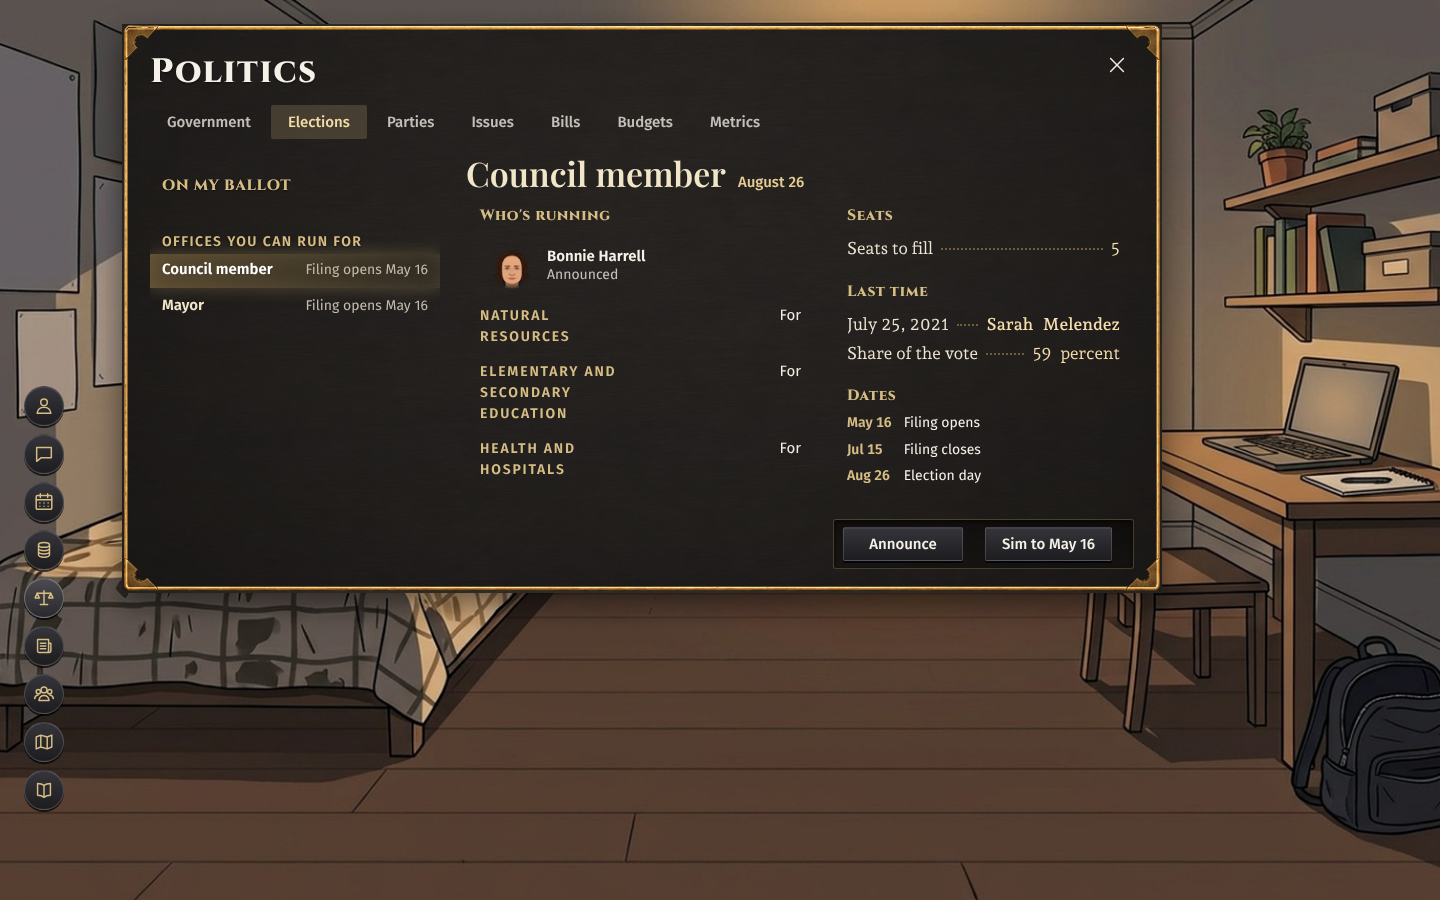 Politics
Government Elections Parties Issues Bills Budgets Metrics
On my ballot
OFFICES YOU CAN RUN FOR
Council member Filing opens May 16
Mayor Filing opens May 16
Council member August 26
Who's running
Bonnie Harrell
Announced
NATURAL RESOURCES For
ELEMENTARY AND SECONDARY EDUCATION For
HEALTH AND HOSPITALS For
Seats
Seats to fill 5
Last time
July 25, 2021 Sarah Melendez
Share of the vote 59 percent
Dates
May 16 Filing opens
Jul 15 Filing closes
Aug 26 Election day
Announce Sim to May 16